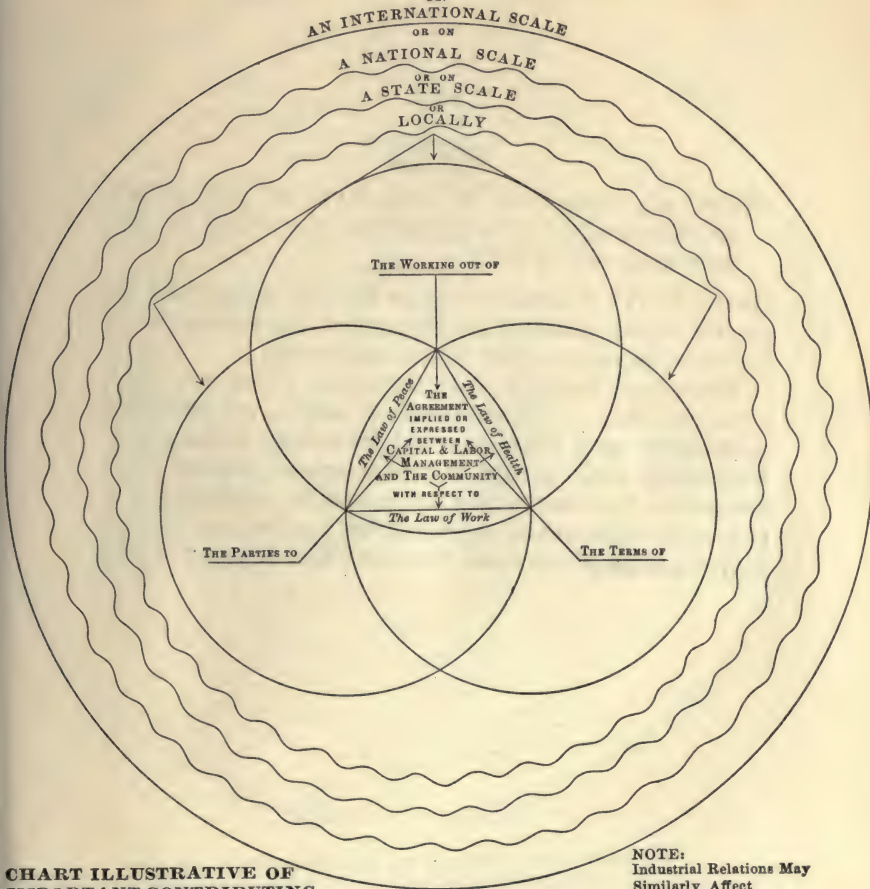 AN INTERNATIONAL SCALE
OR ON
A NATIONAL SCALE
OR ON
A STATE SCALE
OR
LOCALLY
THE WORKING OUT OF
The Law of Peace
The Law of Health
THE
AGREEMENT
IMPLIED OR
EXPRESSED
BETWEEN
CAPITAL & LABOR
MANAGEMENT
AND THE COMMUNITY
WITH RESPECT TO
The Law of Work
THE PARTIES TO
THE TERMS OF
CHART ILLUSTRATIVE OF
NOTE:
Industrial Relations May
Similarly Affect